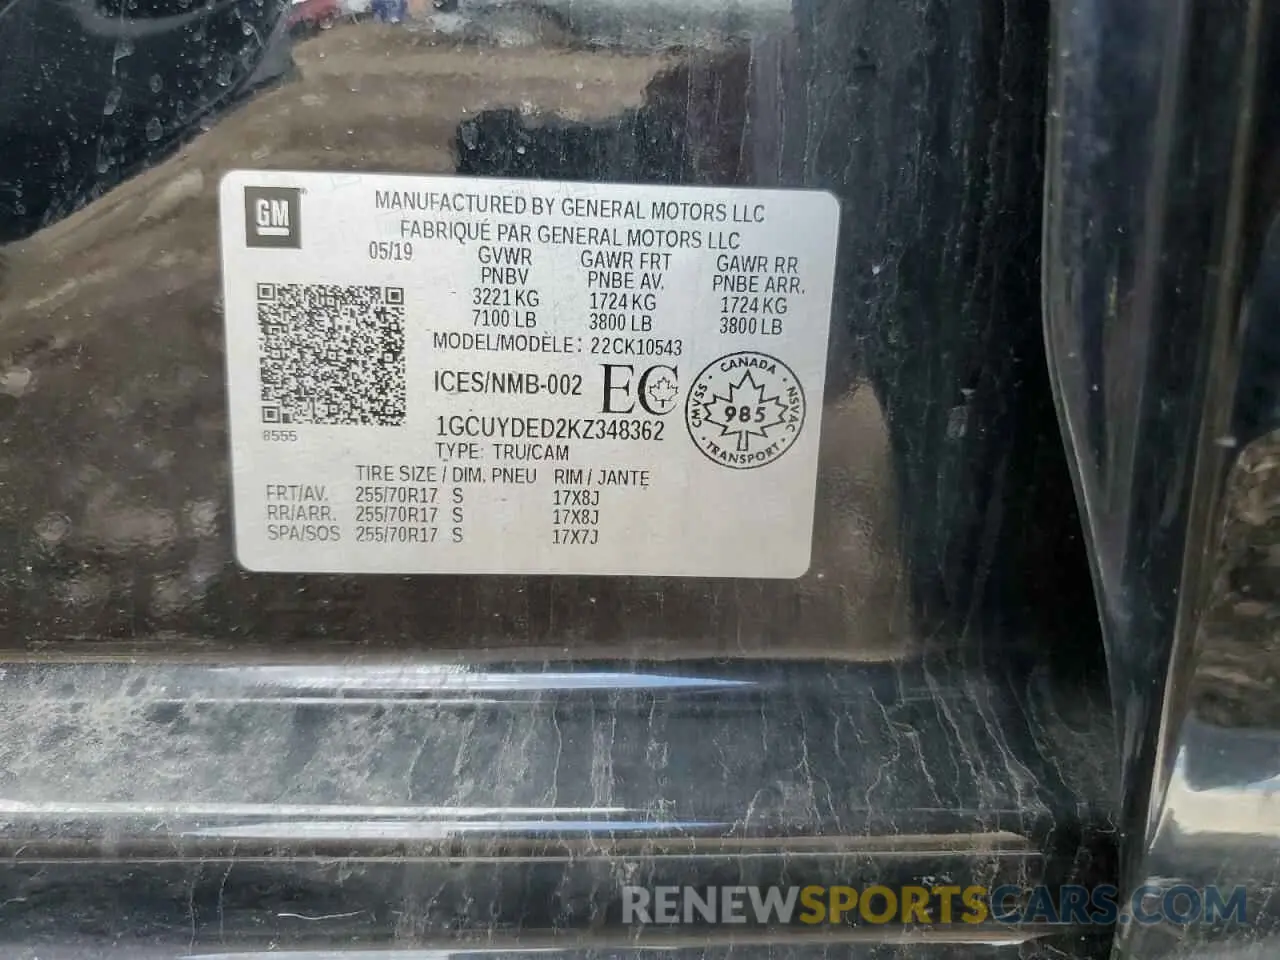 GM
MANUFACTURED BY GENERAL MOTORS LLC
FABRIQUÉ PAR GENERAL MOTORS LLC
05/19 GVWR GAWR FRT GAWR RR
PNBV PNBE AV. PNBE ARR.
3221 KG 1724 KG 1724 KG
7100 LB 3800 LB 3800 LB
MODEL/MODÈLE: 22CK10543
ICES/NMB-002 EC
CANADA
CMVSS 985 NSVAC
TRANSPORT
8555
1GCUYDED2KZ348362
TYPE: TRU/CAM
TIRE SIZE / DIM. PNEU RIM / JANTE
FRT/AV. 255/70R17 S 17X8J
RR/ARR. 255/70R17 S 17X8J
SPA/SOS 255/70R17 S 17X7J
RENEWSPORTSCARS.COM